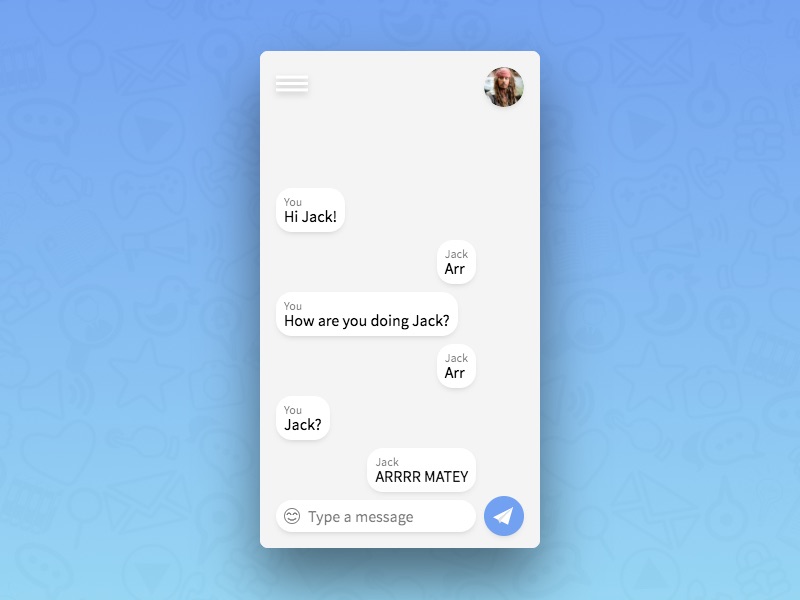 You
Hi Jack!
Jack
Arr
You
How are you doing Jack?
Jack
Arr
You
Jack?
Jack
ARRRR MATEY
Type a message